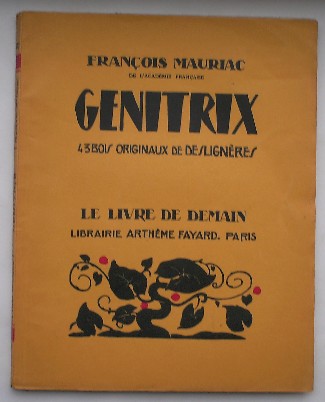 FRANÇOIS MAURIAC
DE L'ACADÉMIE FRANÇAISE
GENITRIX
43 BOIS ORIGINAUX DE DESLIGNÈRES
LE LIVRE DE DEMAIN
LIBRAIRIE ARTHÈME FAYARD. PARIS